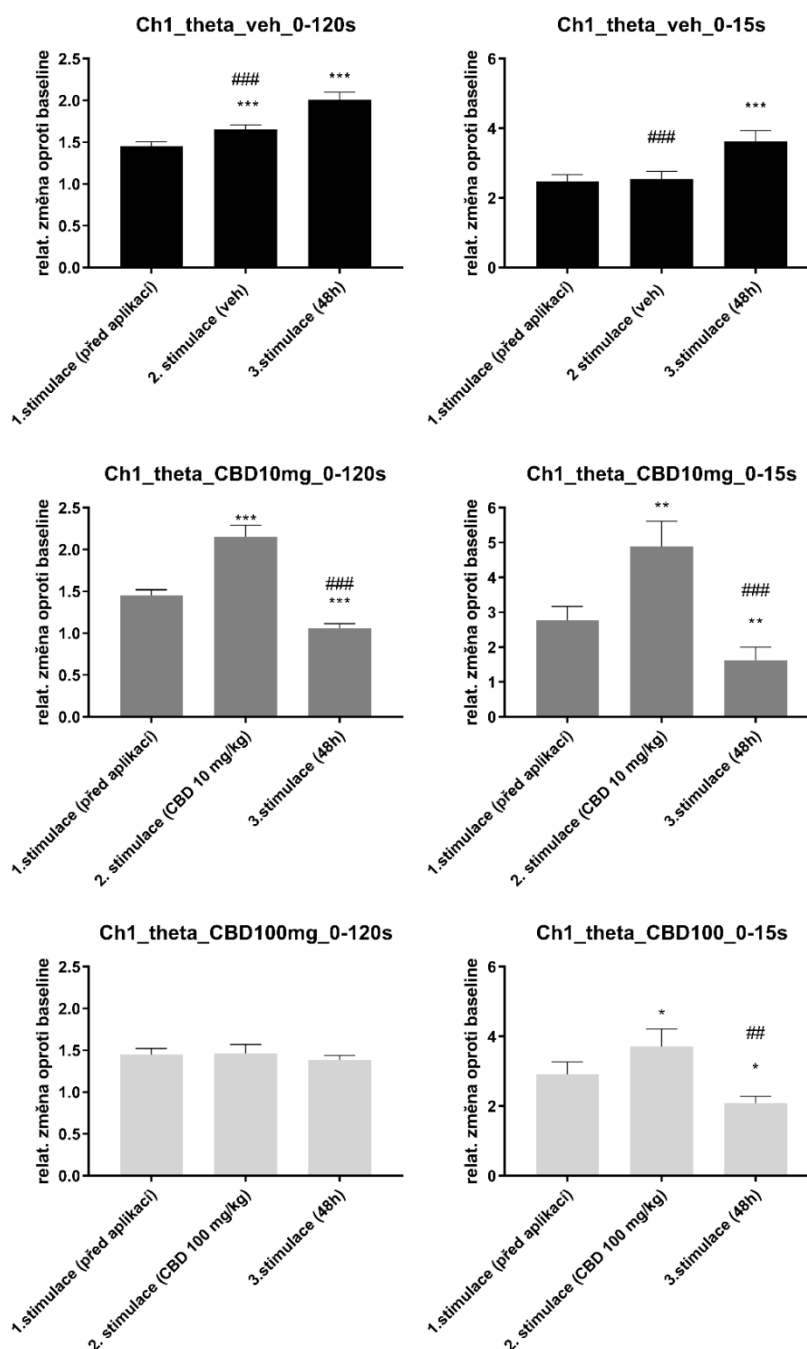 Ch1_theta_veh_0-120s
relat. změna oproti baseline
2.5
2.0
1.5
1.0
0.5
0.0
###
***
***
1.stimulace (před aplikací)
2. stimulace (veh)
3.stimulace (48h)
Ch1_theta_veh_0-15s
relat. změna oproti baseline
6
4
2
0
###
***
1.stimulace (před aplikací)
2 stimulace (veh)
3.stimulace (48h)
Ch1_theta_CBD10mg_0-120s
relat. změna oproti baseline
2.5
2.0
1.5
1.0
0.5
0.0
***
###
***
1.stimulace (před aplikací)
2. stimulace (CBD 10 mg/kg)
3.stimulace (48h)
Ch1_theta_CBD10mg_0-15s
relat. změna oproti baseline
6
5
4
3
2
1
0
**
###
**
1.stimulace (před aplikací)
2. stimulace (CBD 10 mg/kg)
3.stimulace (48h)
Ch1_theta_CBD100mg_0-120s
relat. změna oproti baseline
2.5
2.0
1.5
1.0
0.5
0.0
1.stimulace (před aplikací)
2. stimulace (CBD 100 mg/kg)
3.stimulace (48h)
Ch1_theta_CBD100_0-15s
relat. změna oproti baseline
6
4
2
0
*
##
*
1.stimulace (před aplikací)
2. stimulace (CBD 100 mg/kg)
3.stimulace (48h)